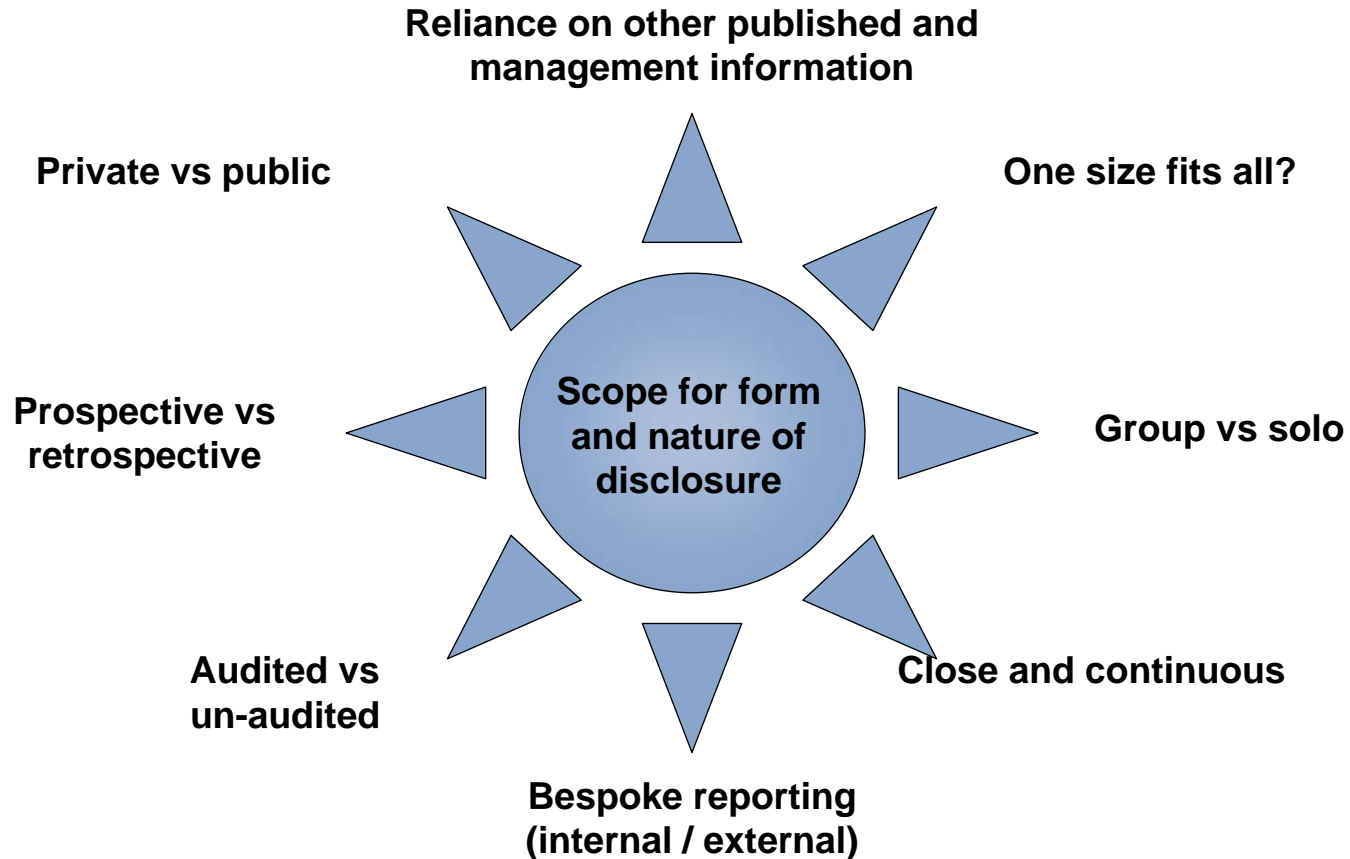 Reliance on other published and
management information
Private vs public
One size fits all?
Scope for form
and nature of
disclosure
Prospective vs
retrospective
Group vs solo
Audited vs
un-audited
Close and continuous
Bespoke reporting
(internal / external)